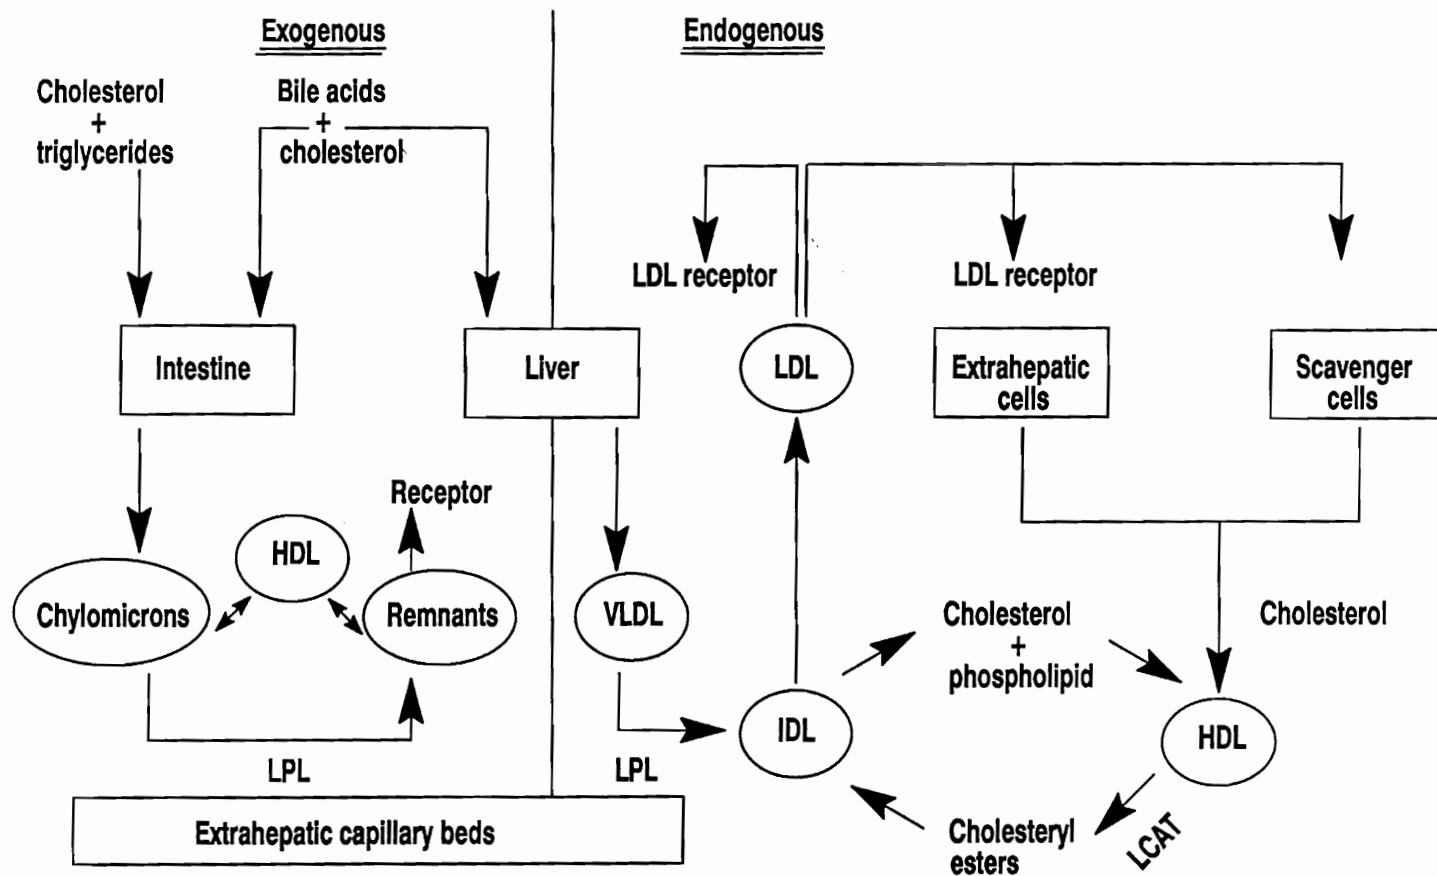 Exogenous
Endogenous
Cholesterol
+
triglycerides
Bile acids
+
cholesterol
LDL receptor
LDL receptor
Intestine
Liver
LDL
Extrahepatic
cells
Scavenger
cells
Receptor
HDL
Chylomicrons
Remnants
VLDL
Cholesterol
+
phospholipid
Cholesterol
IDL
HDL
LPL
LPL
Extrahepatic capillary beds
Cholesteryl
esters
LCAT